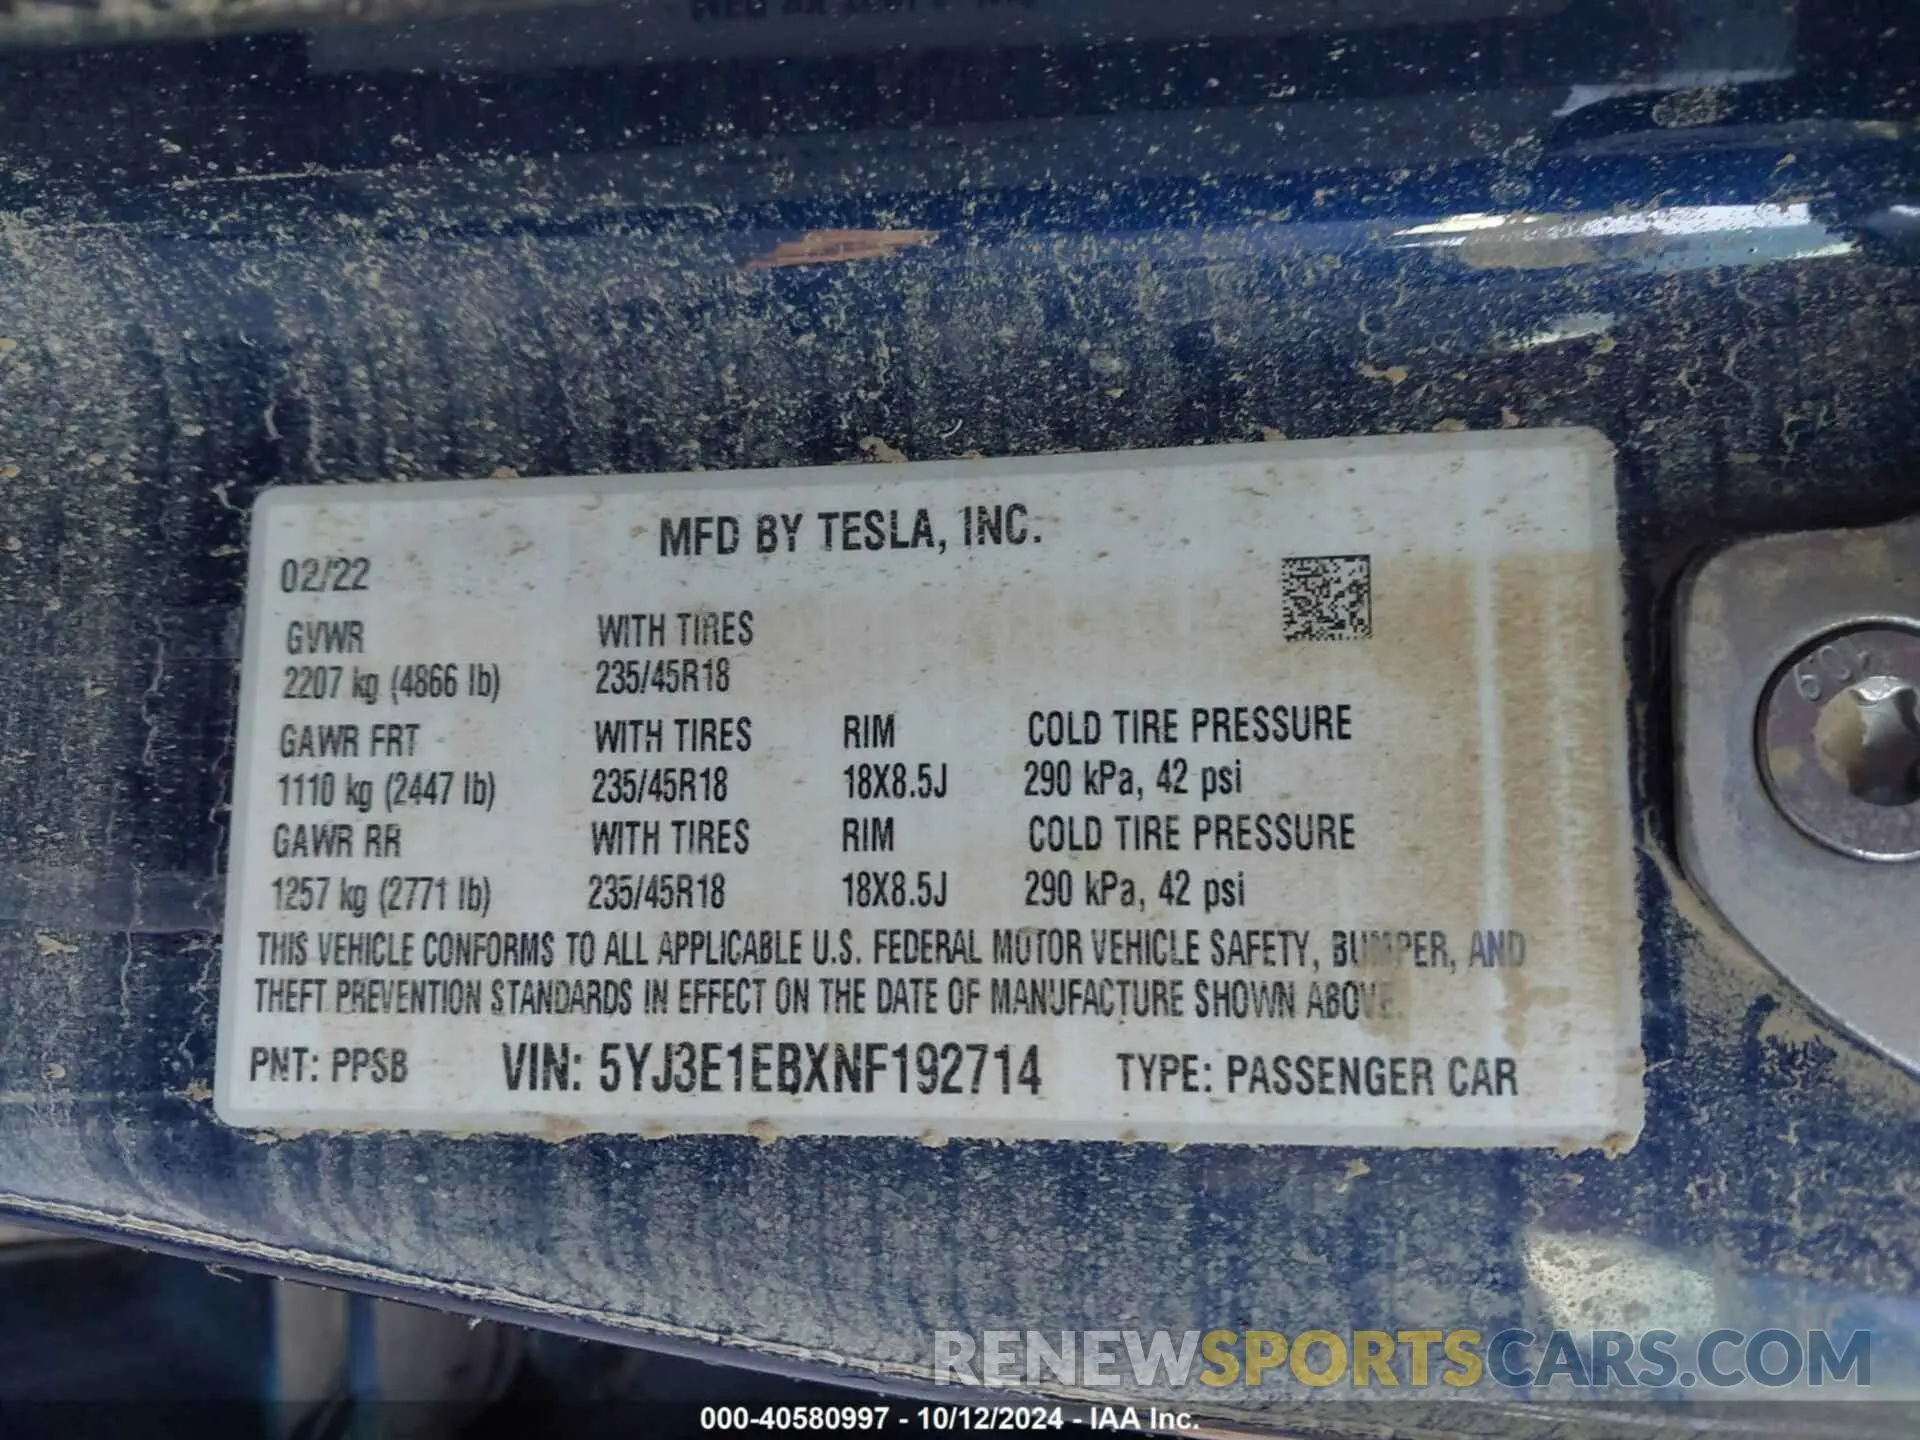 MFD BY TESLA, INC.
02/22
GVWR WITH TIRES
2207 kg (4866 lb) 235/45R18
GAWR FRT WITH TIRES RIM COLD TIRE PRESSURE
1110 kg (2447 lb) 235/45R18 18X8.5J 290 kPa, 42 psi
GAWR RR WITH TIRES RIM COLD TIRE PRESSURE
1257 kg (2771 lb) 235/45R18 18X8.5J 290 kPa, 42 psi
THIS VEHICLE CONFORMS TO ALL APPLICABLE U.S. FEDERAL MOTOR VEHICLE SAFETY, BUMPER, AND
THEFT PREVENTION STANDARDS IN EFFECT ON THE DATE OF MANUFACTURE SHOWN ABOVE.
PNT: PPSB VIN: 5YJ3E1EBXNF192714 TYPE: PASSENGER CAR
RENEWSPORTSCARS.COM
000-40580997 - 10/12/2024 - IAA Inc.